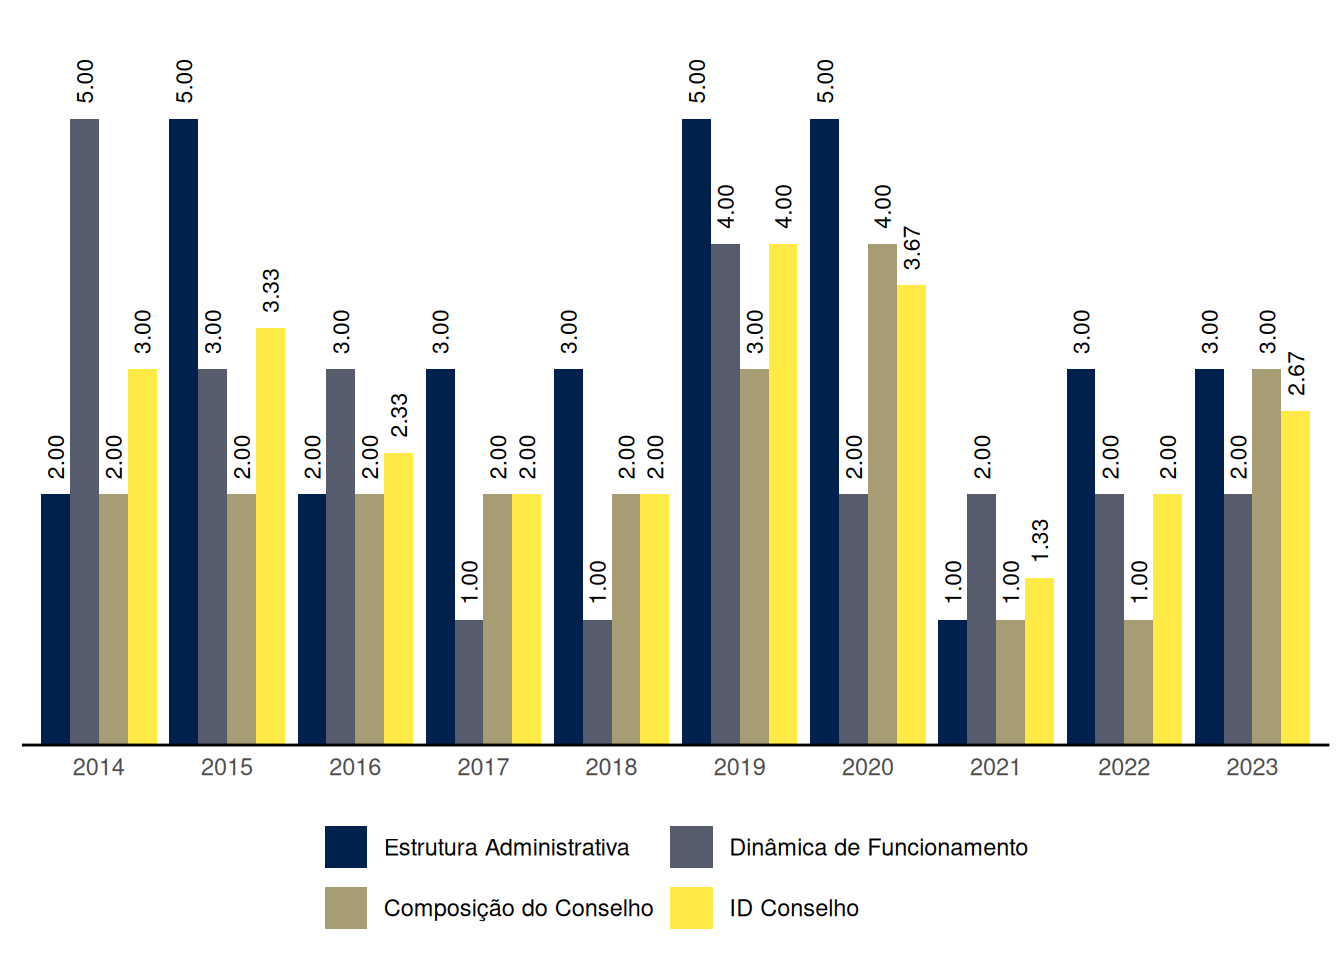 2.00 5.00 2.00 3.00
5.00 3.00 2.00 3.33
2.00 3.00 2.00 2.33
3.00 1.00 2.00 2.00
3.00 1.00 2.00 2.00
5.00 4.00 3.00 4.00
5.00 2.00 4.00 3.67
1.00 2.00 1.00 1.33
3.00 2.00 1.00 2.00
3.00 2.00 3.00 2.67
2014 2015 2016 2017 2018 2019 2020 2021 2022 2023
Estrutura Administrativa Dinâmica de Funcionamento
Composição do Conselho ID Conselho